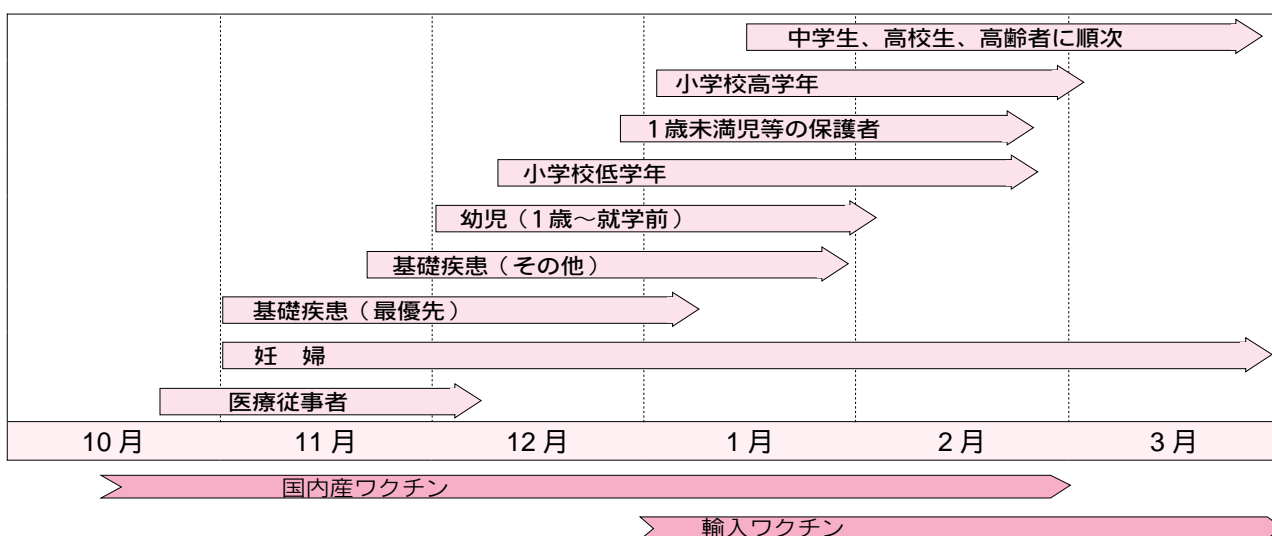 中学生、高校生、高齢者に順次
小学校高学年
1歳未満児等の保護者
小学校低学年
幼児（1歳～就学前）
基礎疾患（その他）
基礎疾患（最優先）
妊　婦
医療従事者
10月 11月 12月 1月 2月 3月
国内産ワクチン
輸入ワクチン